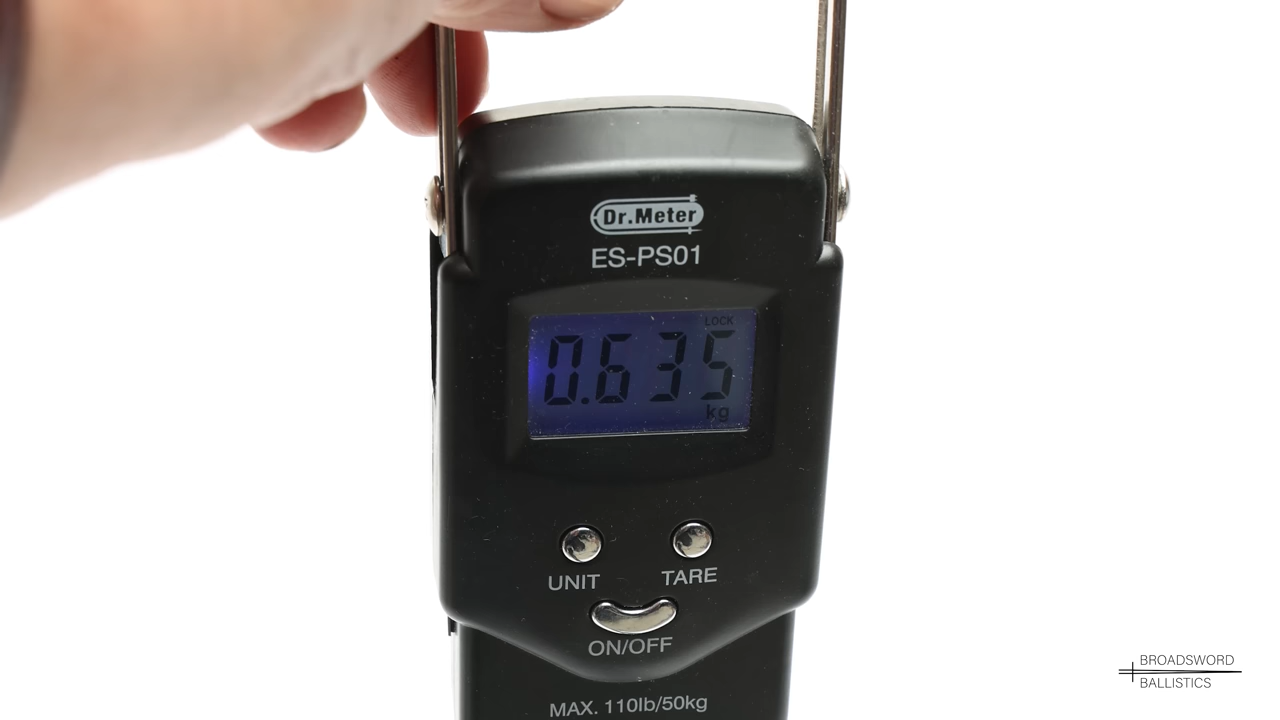 Dr.Meter
ES-PS01
LOCK
0.635
kg
UNIT TARE
ON/OFF
MAX. 110lb/50kg
BROADSWORD
BALLISTICS